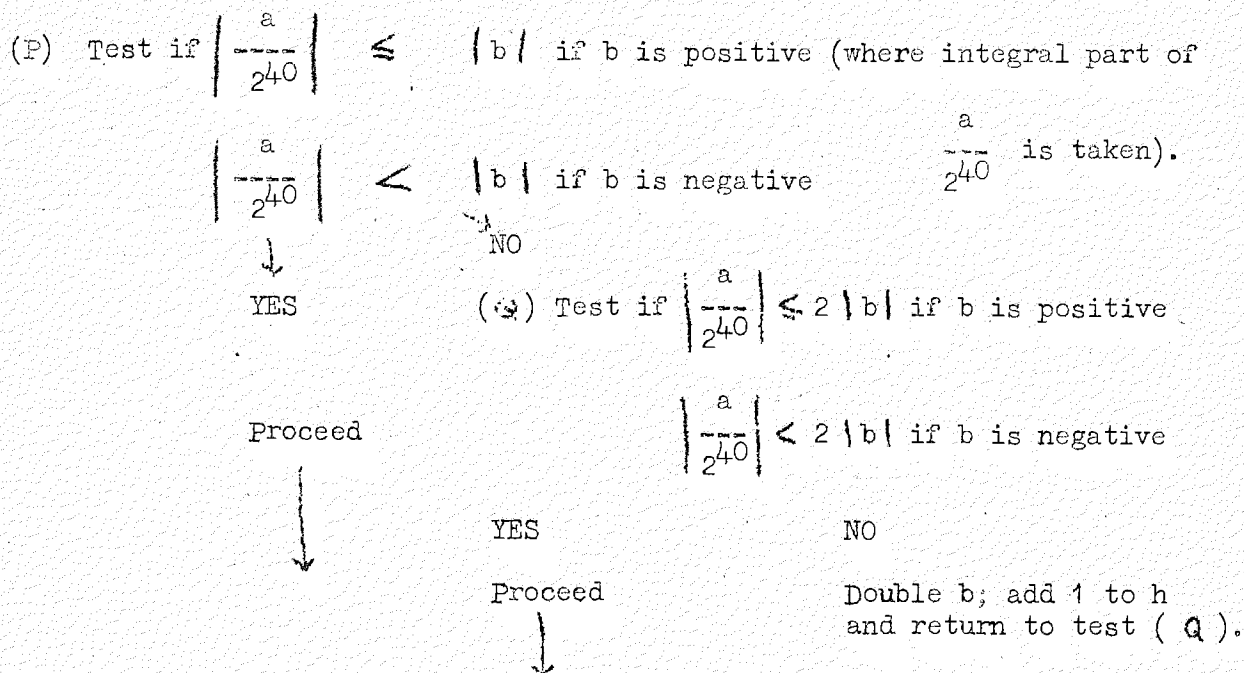 (P) Test if | a / 2^40 | ≤ |b| if b is positive (where integral part of
a / 2^40 is taken).
| a / 2^40 | < |b| if b is negative
NO
YES
(Q) Test if | a / 2^40 | ≤ 2 |b| if b is positive
| a / 2^40 | < 2 |b| if b is negative
Proceed
YES NO
Proceed
Double b; add 1 to h
and return to test ( Q ).